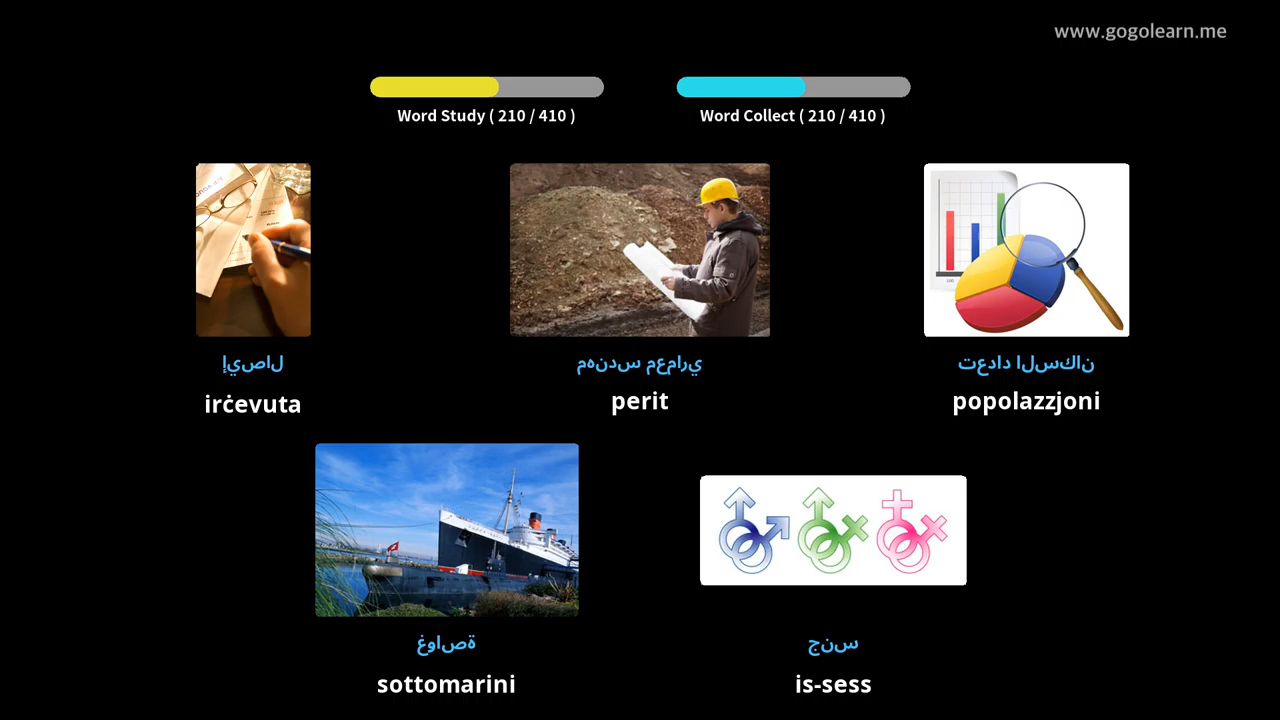 www.gogolearn.me
Word Study ( 210 / 410 )
Word Collect ( 210 / 410 )
إيصال
مهندس معماري
تعداد السكان
irċevuta
perit
popolazzjoni
غواصة
جنس
sottomarini
is-sess